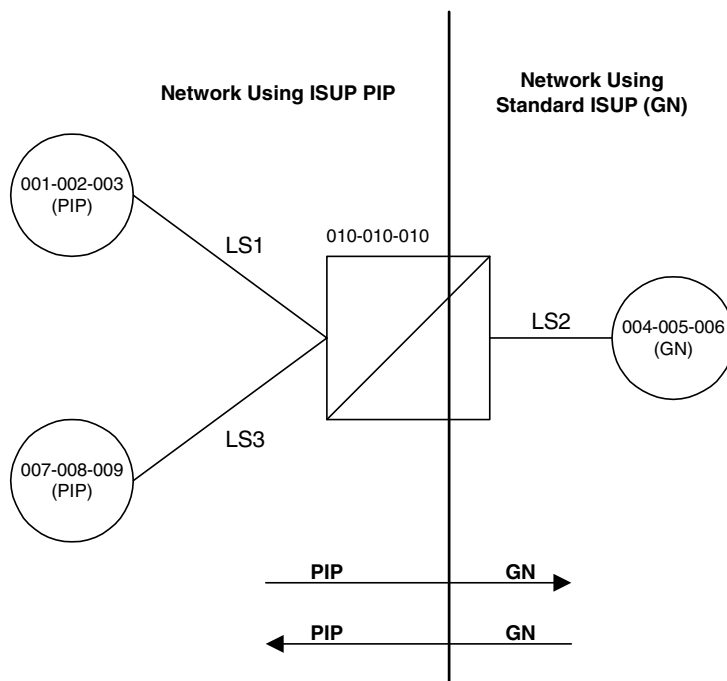 Network Using ISUP PIP
Network Using
Standard ISUP (GN)
001-002-003
(PIP)
LS1
010-010-010
LS2
004-005-006
(GN)
LS3
007-008-009
(PIP)
PIP
GN
PIP
GN